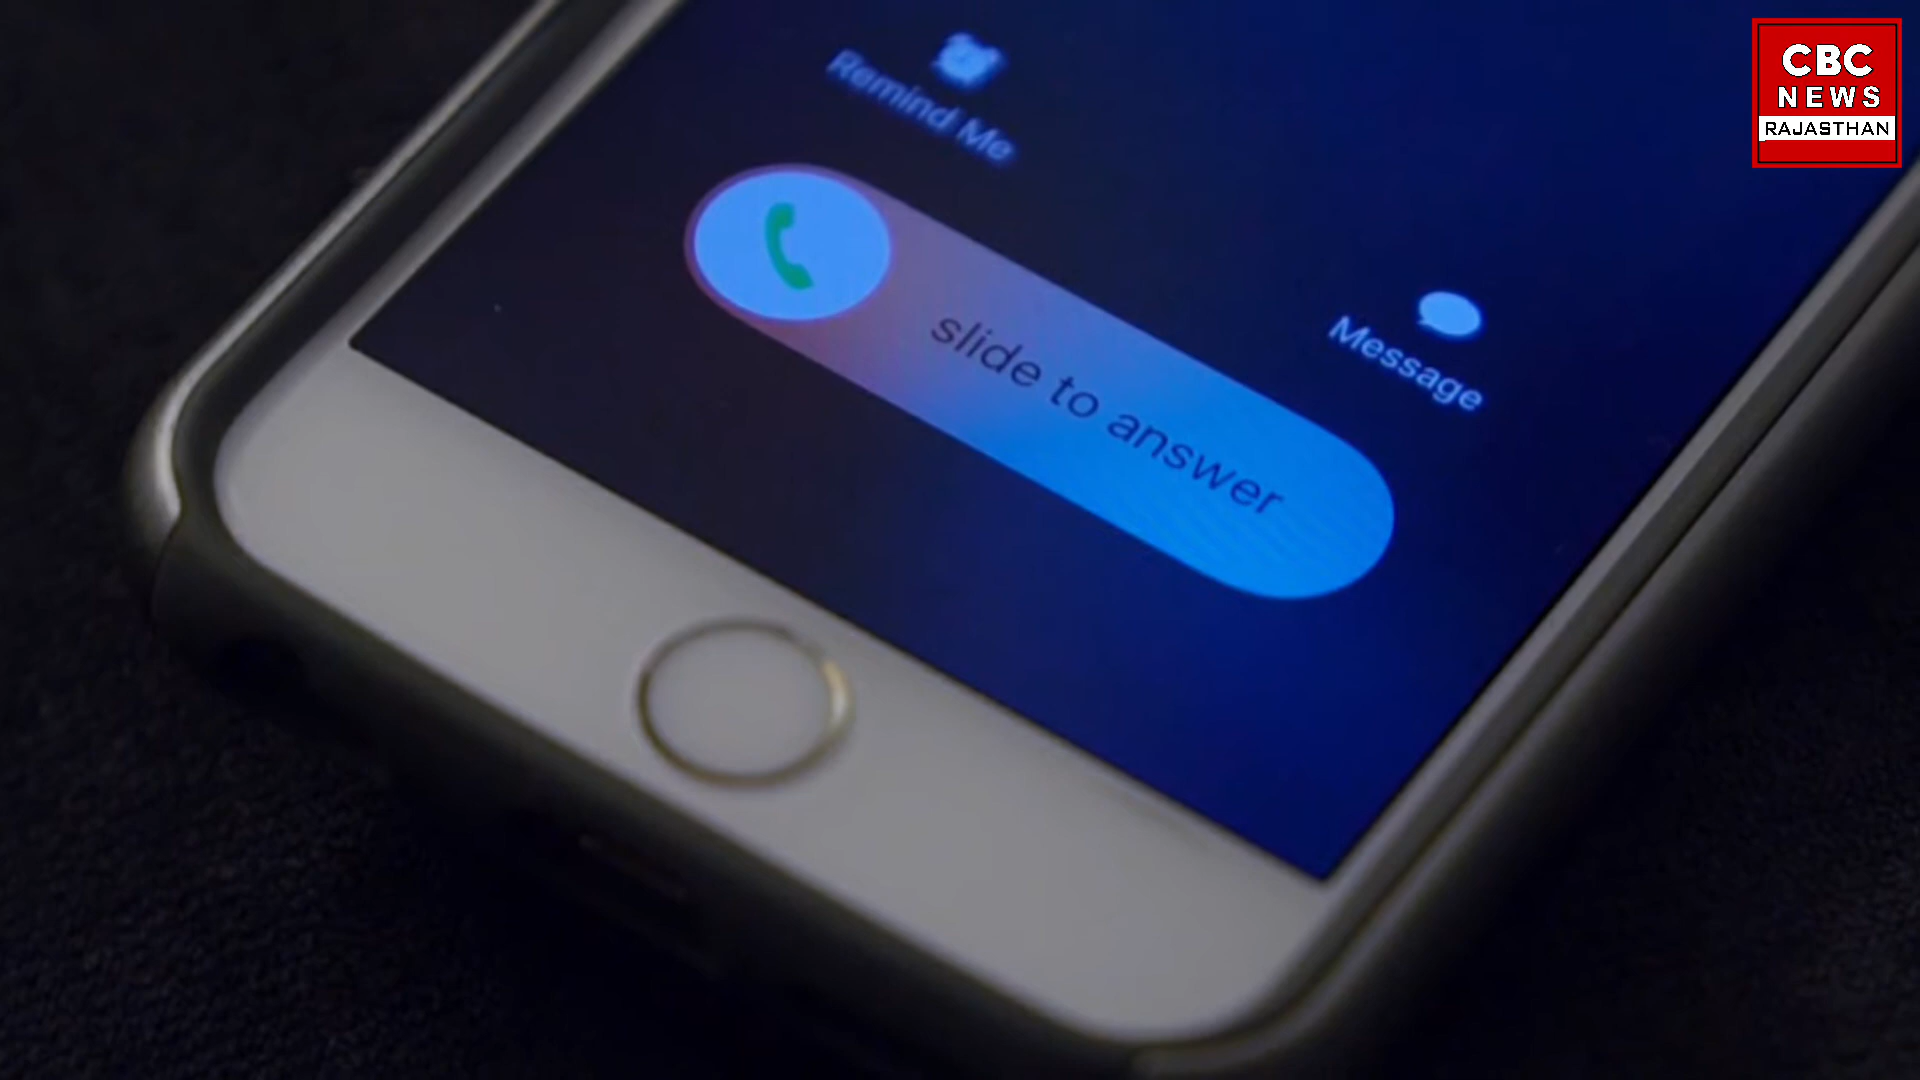 Remind Me
Message
slide to answer
CBC
NEWS
RAJASTHAN